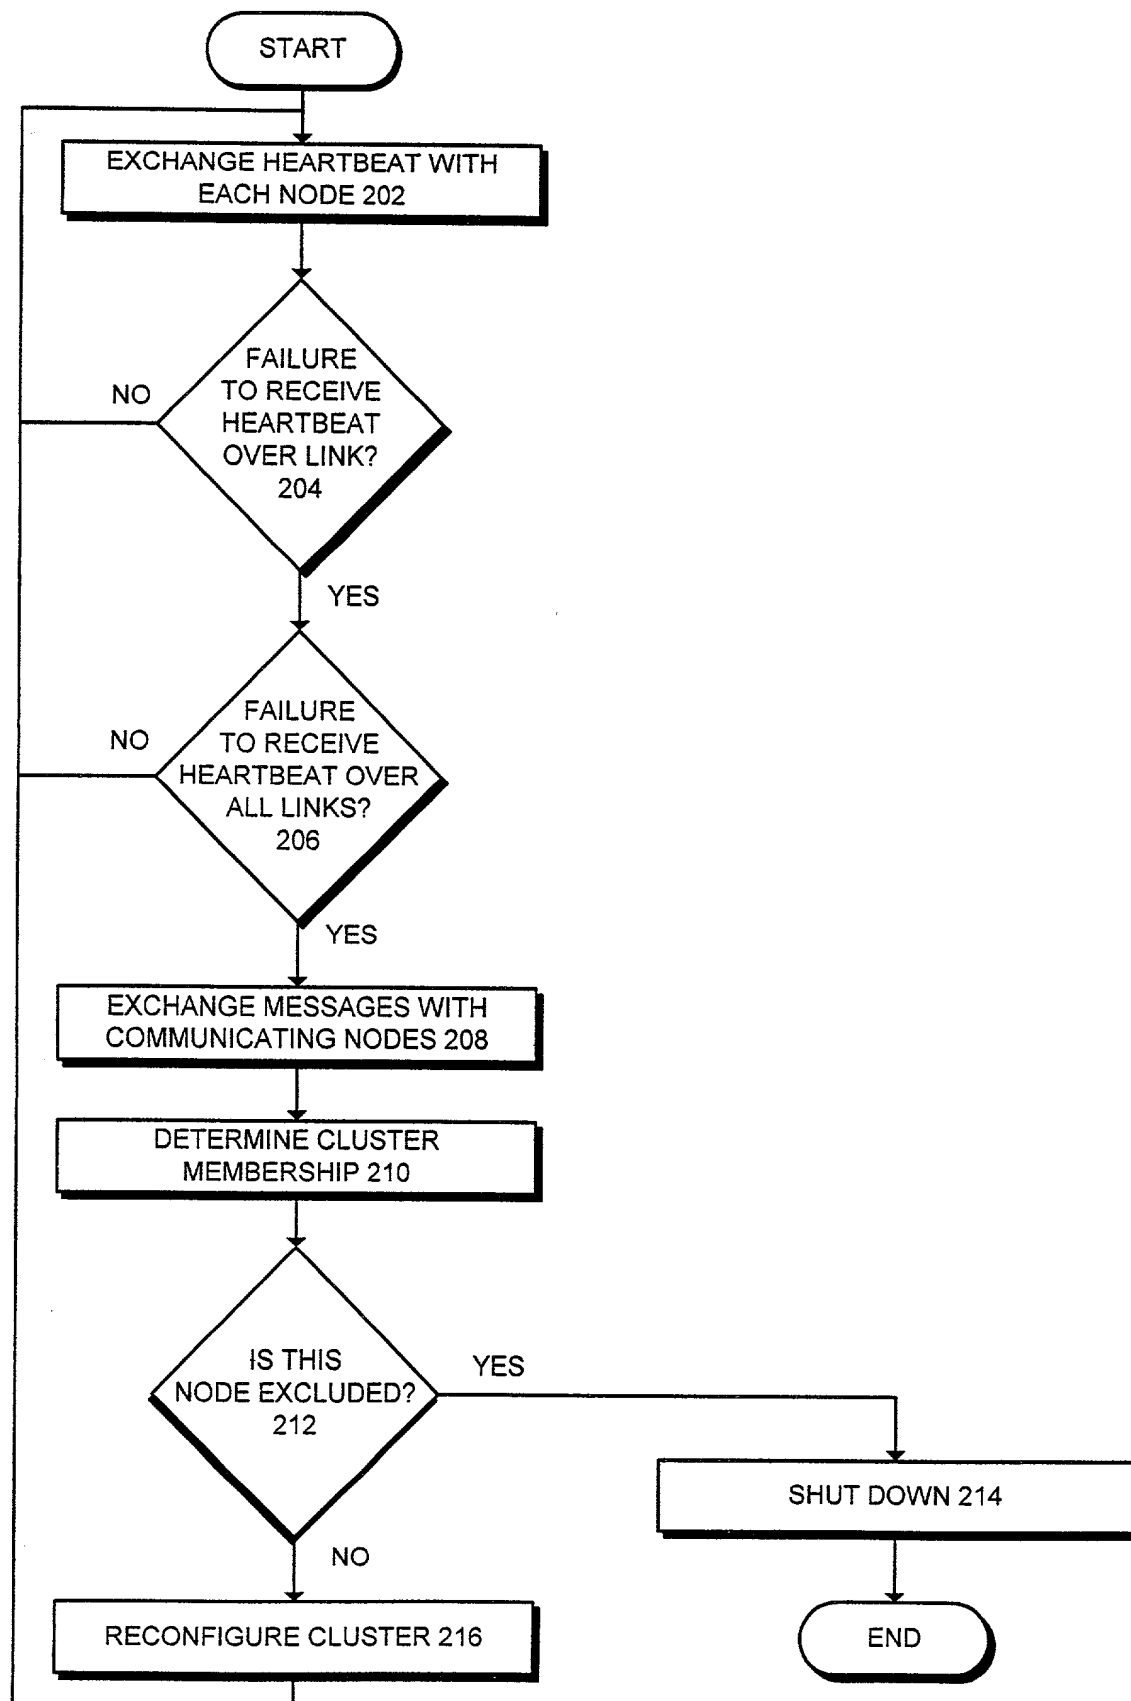 START
EXCHANGE HEARTBEAT WITH
EACH NODE 202
FAILURE
TO RECEIVE
HEARTBEAT
OVER LINK?
204
NO
YES
FAILURE
TO RECEIVE
HEARTBEAT OVER
ALL LINKS?
206
NO
YES
EXCHANGE MESSAGES WITH
COMMUNICATING NODES 208
DETERMINE CLUSTER
MEMBERSHIP 210
IS THIS
NODE EXCLUDED?
212
YES
SHUT DOWN 214
NO
RECONFIGURE CLUSTER 216
END